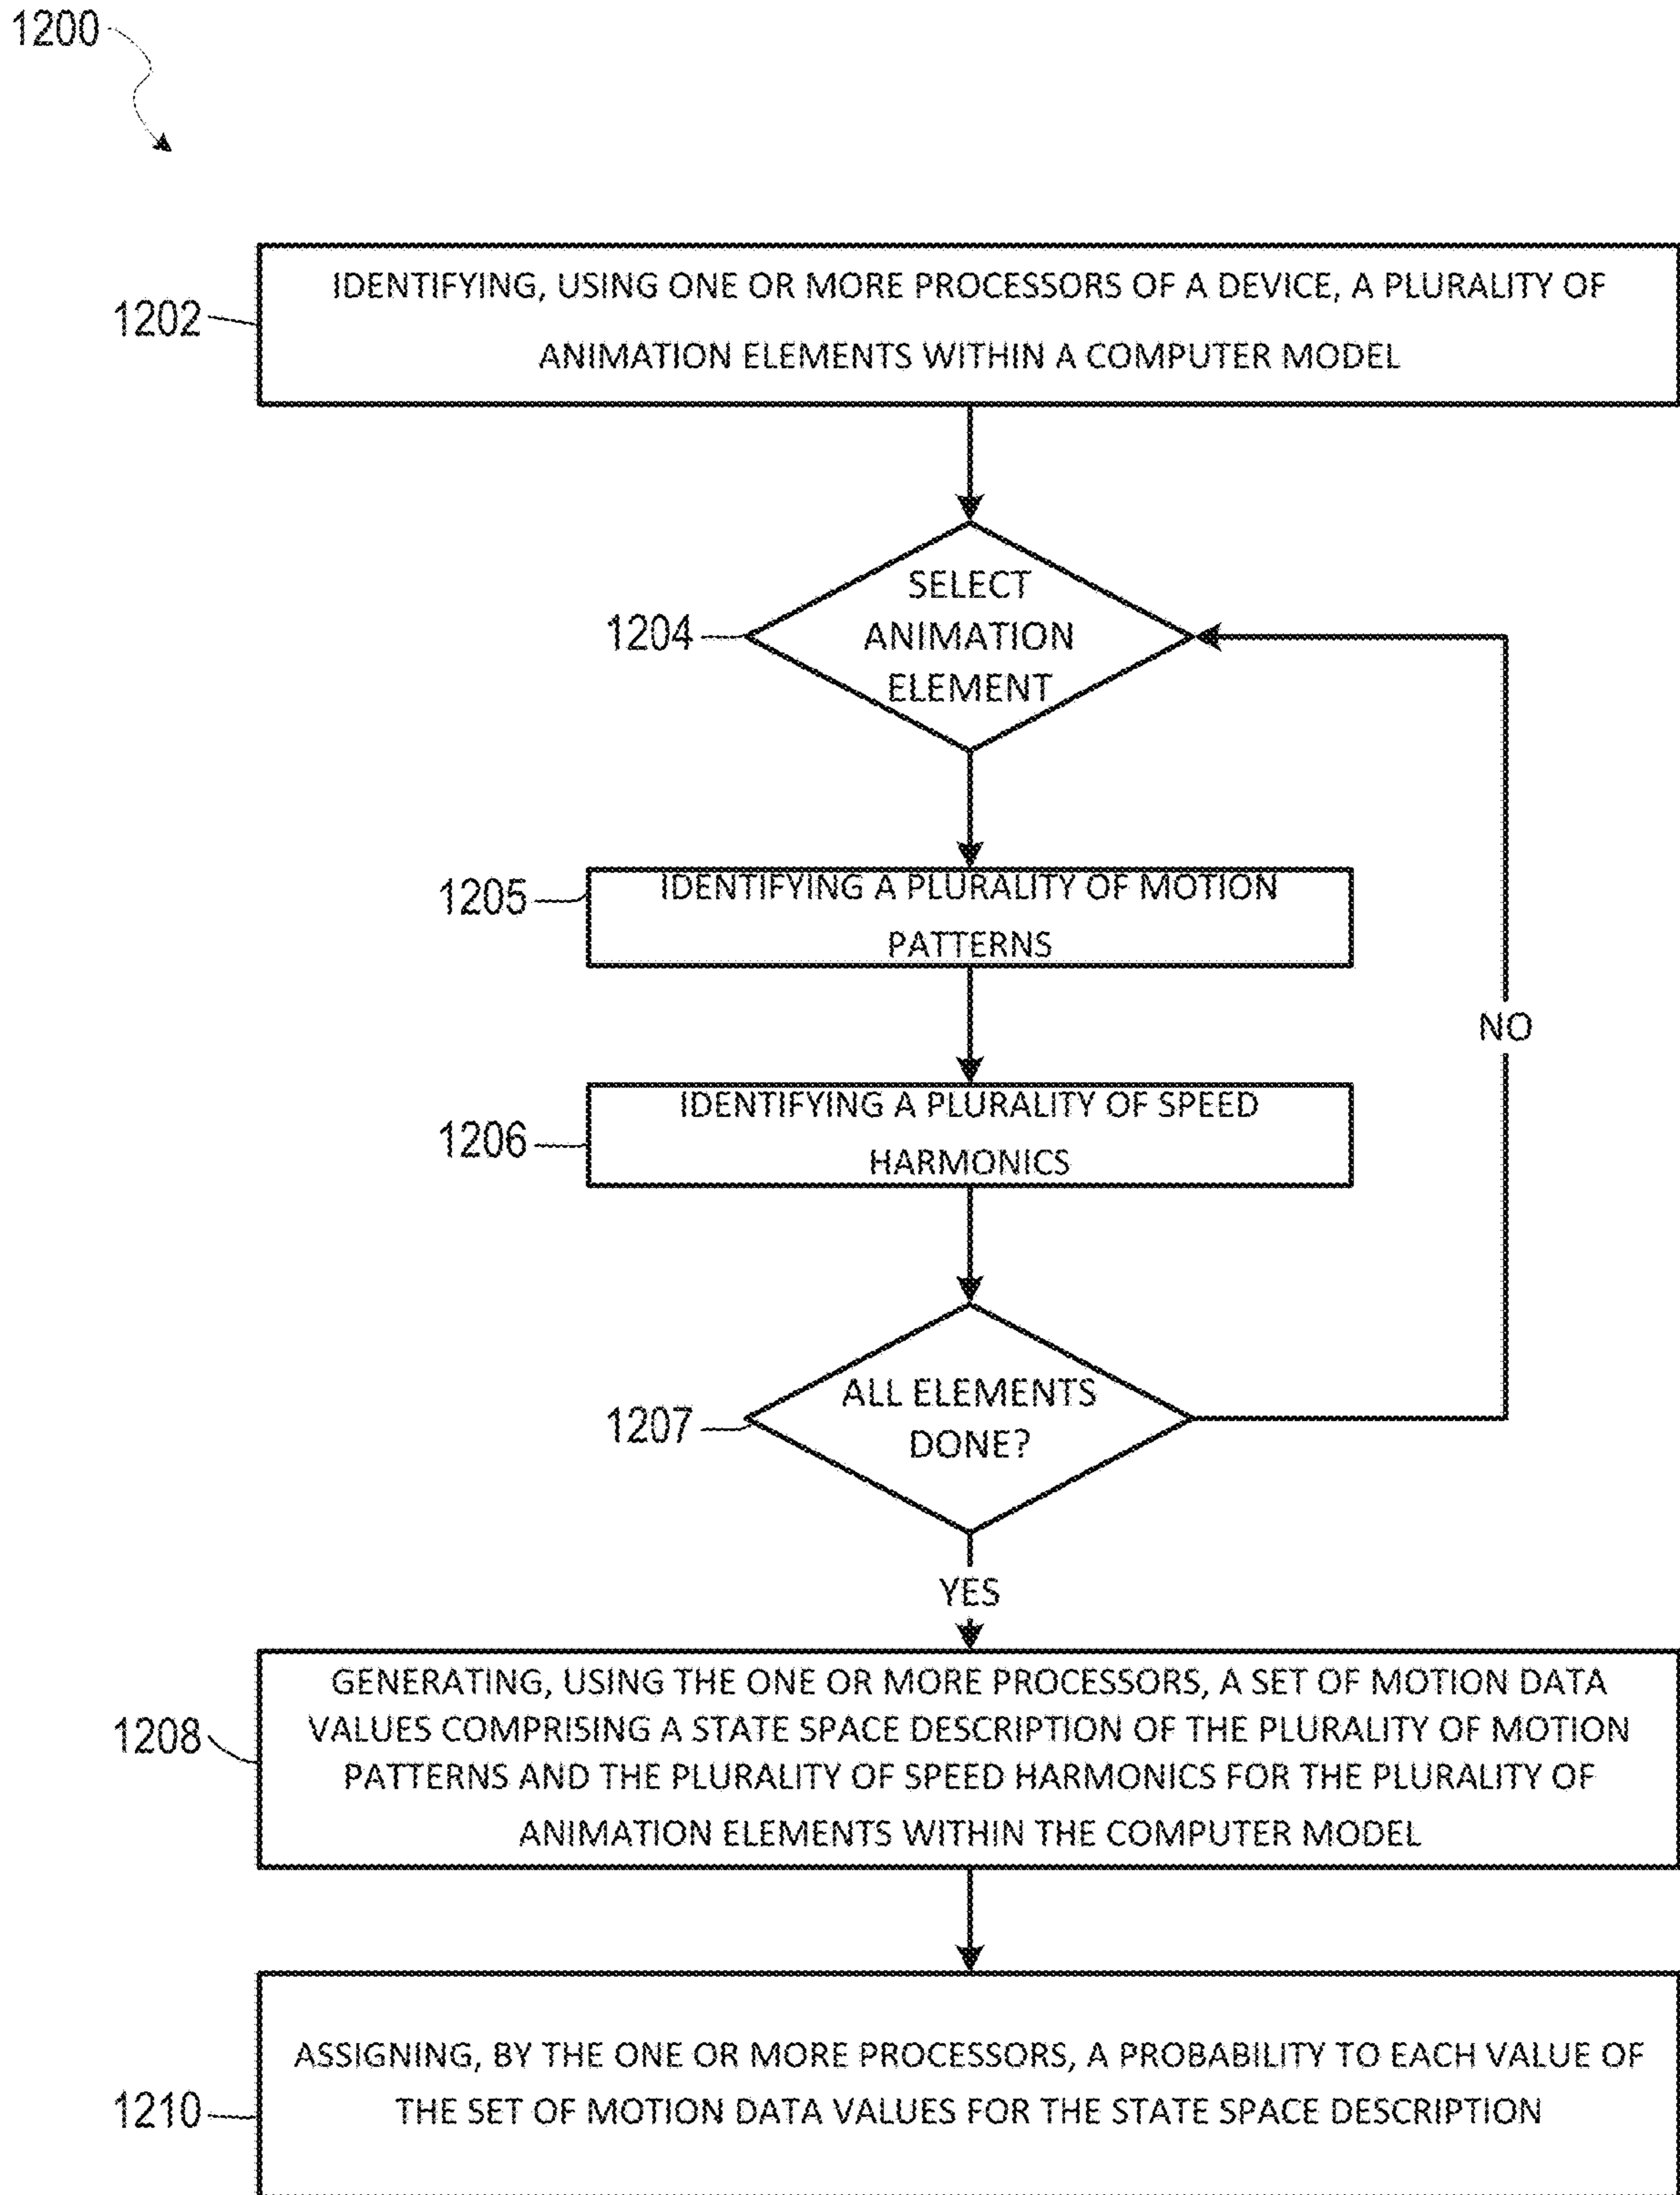 1200
1202
IDENTIFYING, USING ONE OR MORE PROCESSORS OF A DEVICE, A PLURALITY OF
ANIMATION ELEMENTS WITHIN A COMPUTER MODEL
1204
SELECT
ANIMATION
ELEMENT
1205
IDENTIFYING A PLURALITY OF MOTION
PATTERNS
NO
1206
IDENTIFYING A PLURALITY OF SPEED
HARMONICS
1207
ALL ELEMENTS
DONE?
YES
1208
GENERATING, USING THE ONE OR MORE PROCESSORS, A SET OF MOTION DATA
VALUES COMPRISING A STATE SPACE DESCRIPTION OF THE PLURALITY OF MOTION
PATTERNS AND THE PLURALITY OF SPEED HARMONICS FOR THE PLURALITY OF
ANIMATION ELEMENTS WITHIN THE COMPUTER MODEL
1210
ASSIGNING, BY THE ONE OR MORE PROCESSORS, A PROBABILITY TO EACH VALUE OF
THE SET OF MOTION DATA VALUES FOR THE STATE SPACE DESCRIPTION